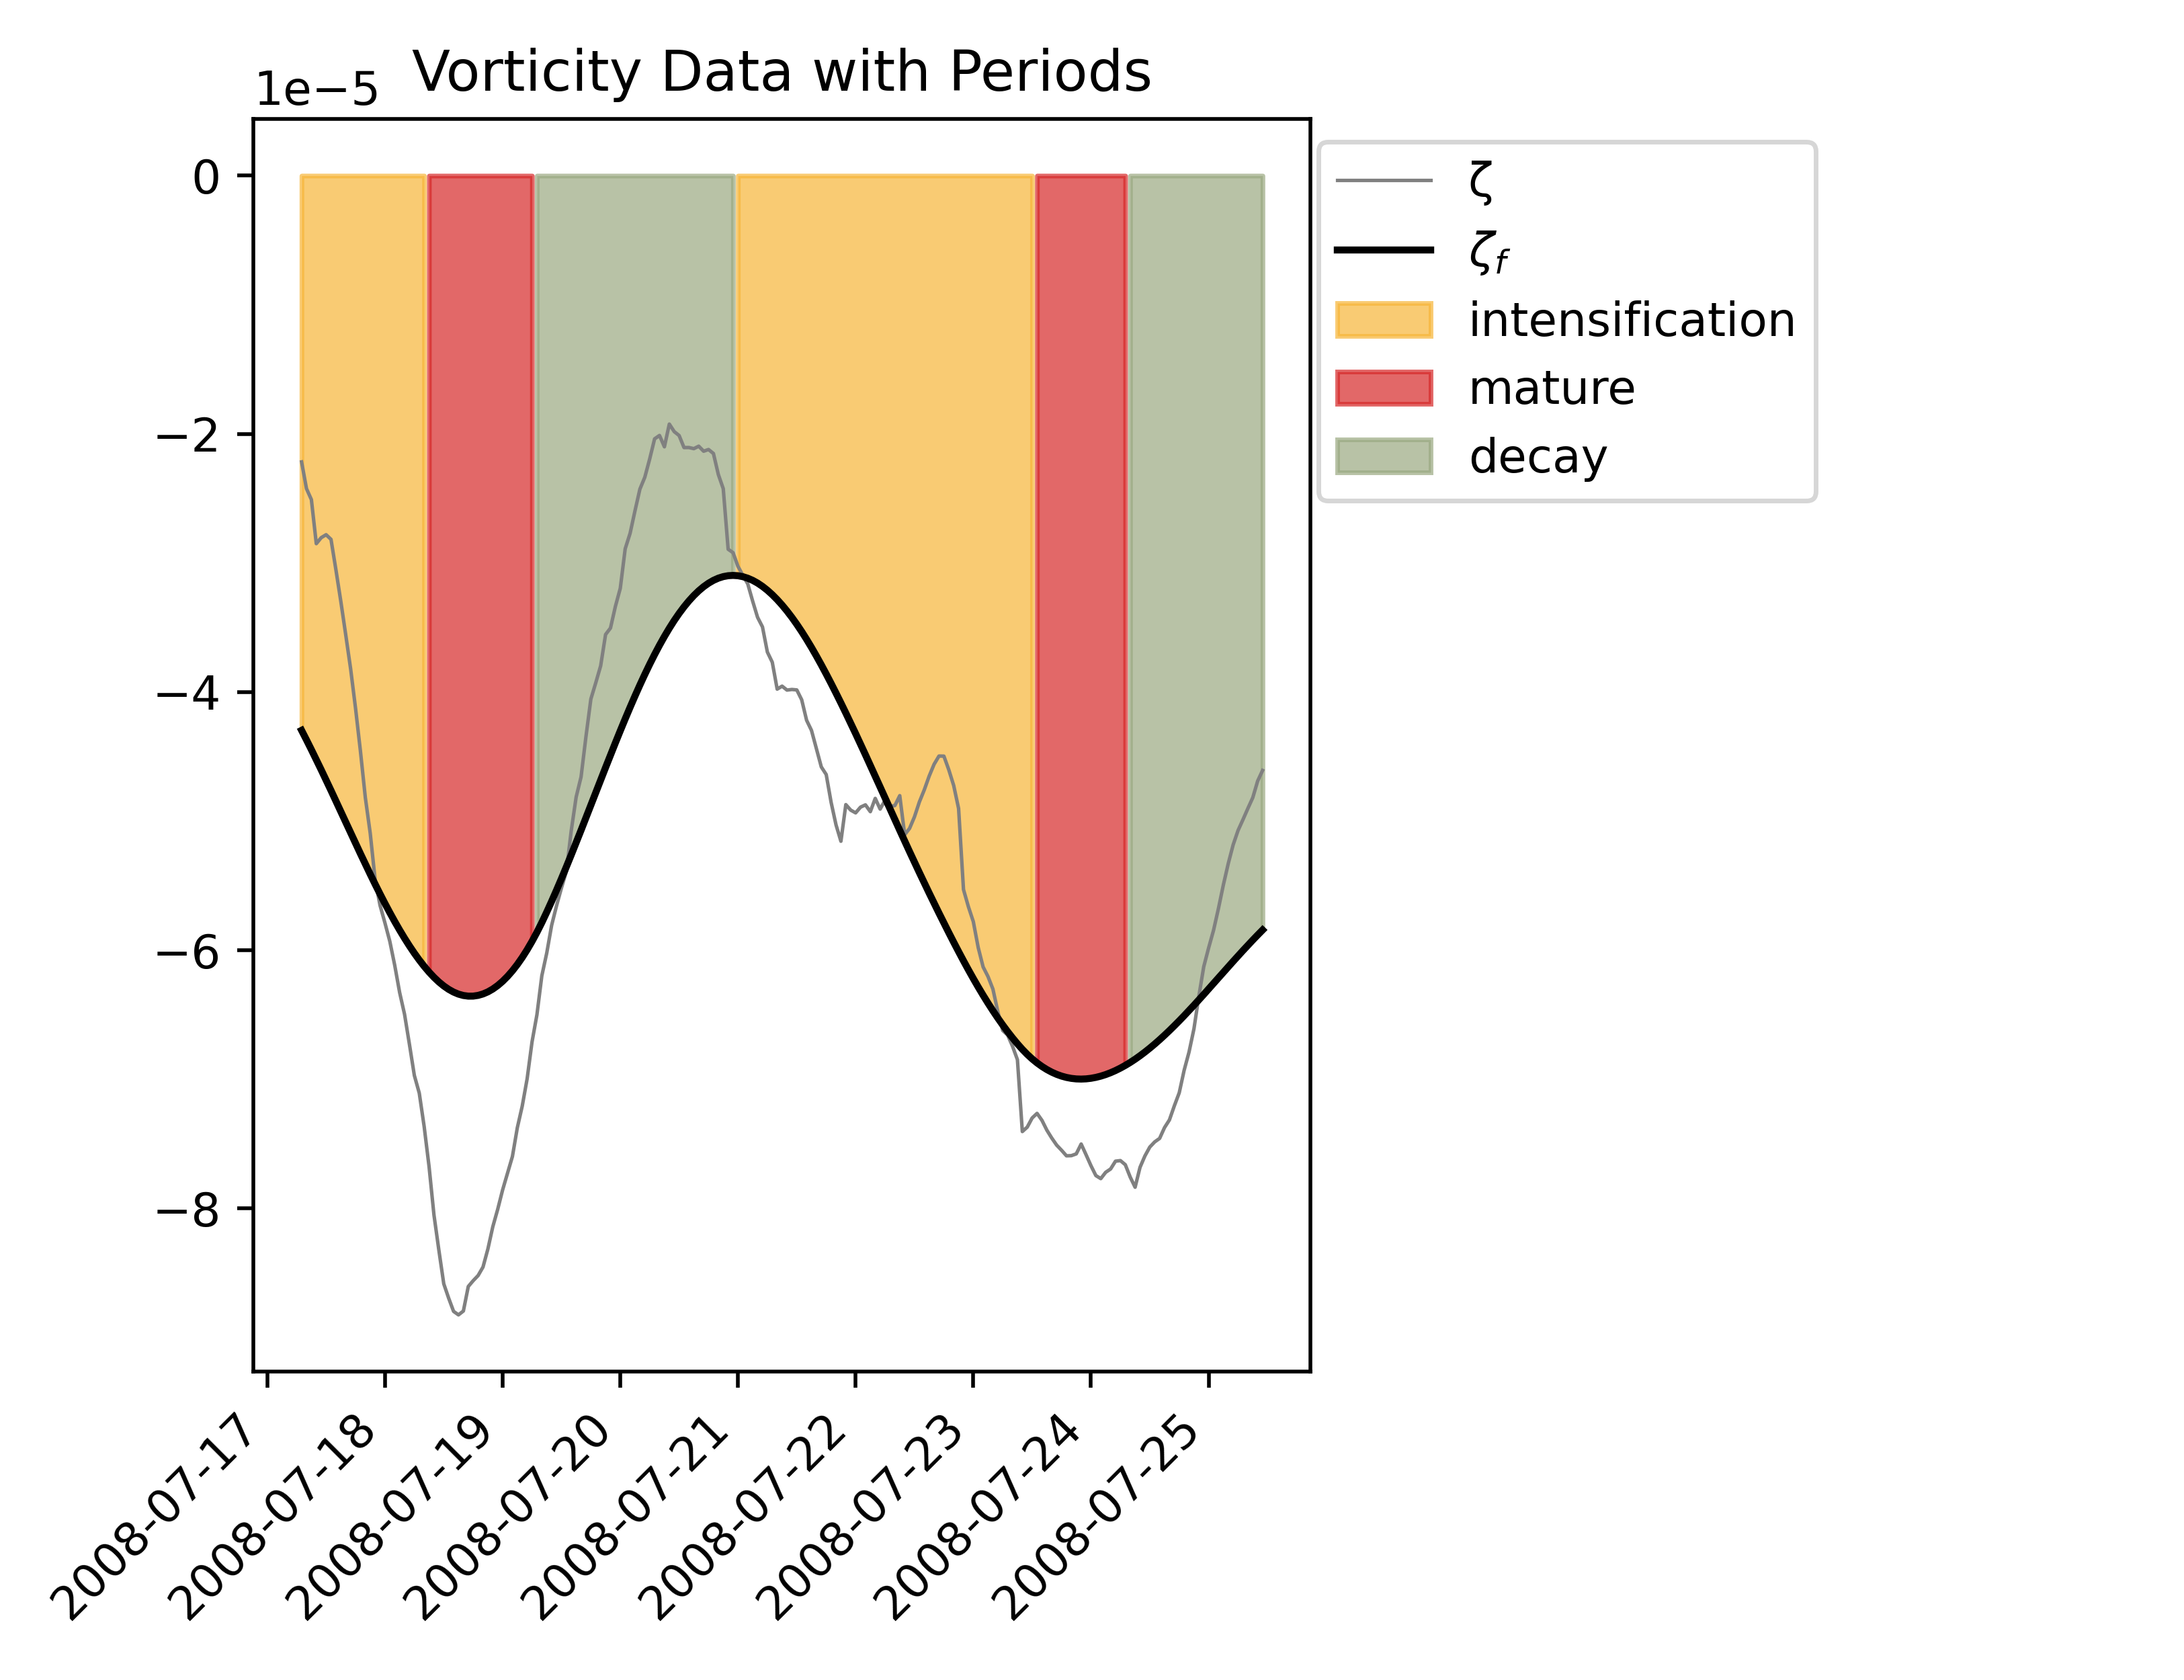 Vorticity Data with Periods
1e−5
0
−2
−4
−6
−8
ζ
ζf
intensification
mature
decay
2008-07-17
2008-07-18
2008-07-19
2008-07-20
2008-07-21
2008-07-22
2008-07-23
2008-07-24
2008-07-25